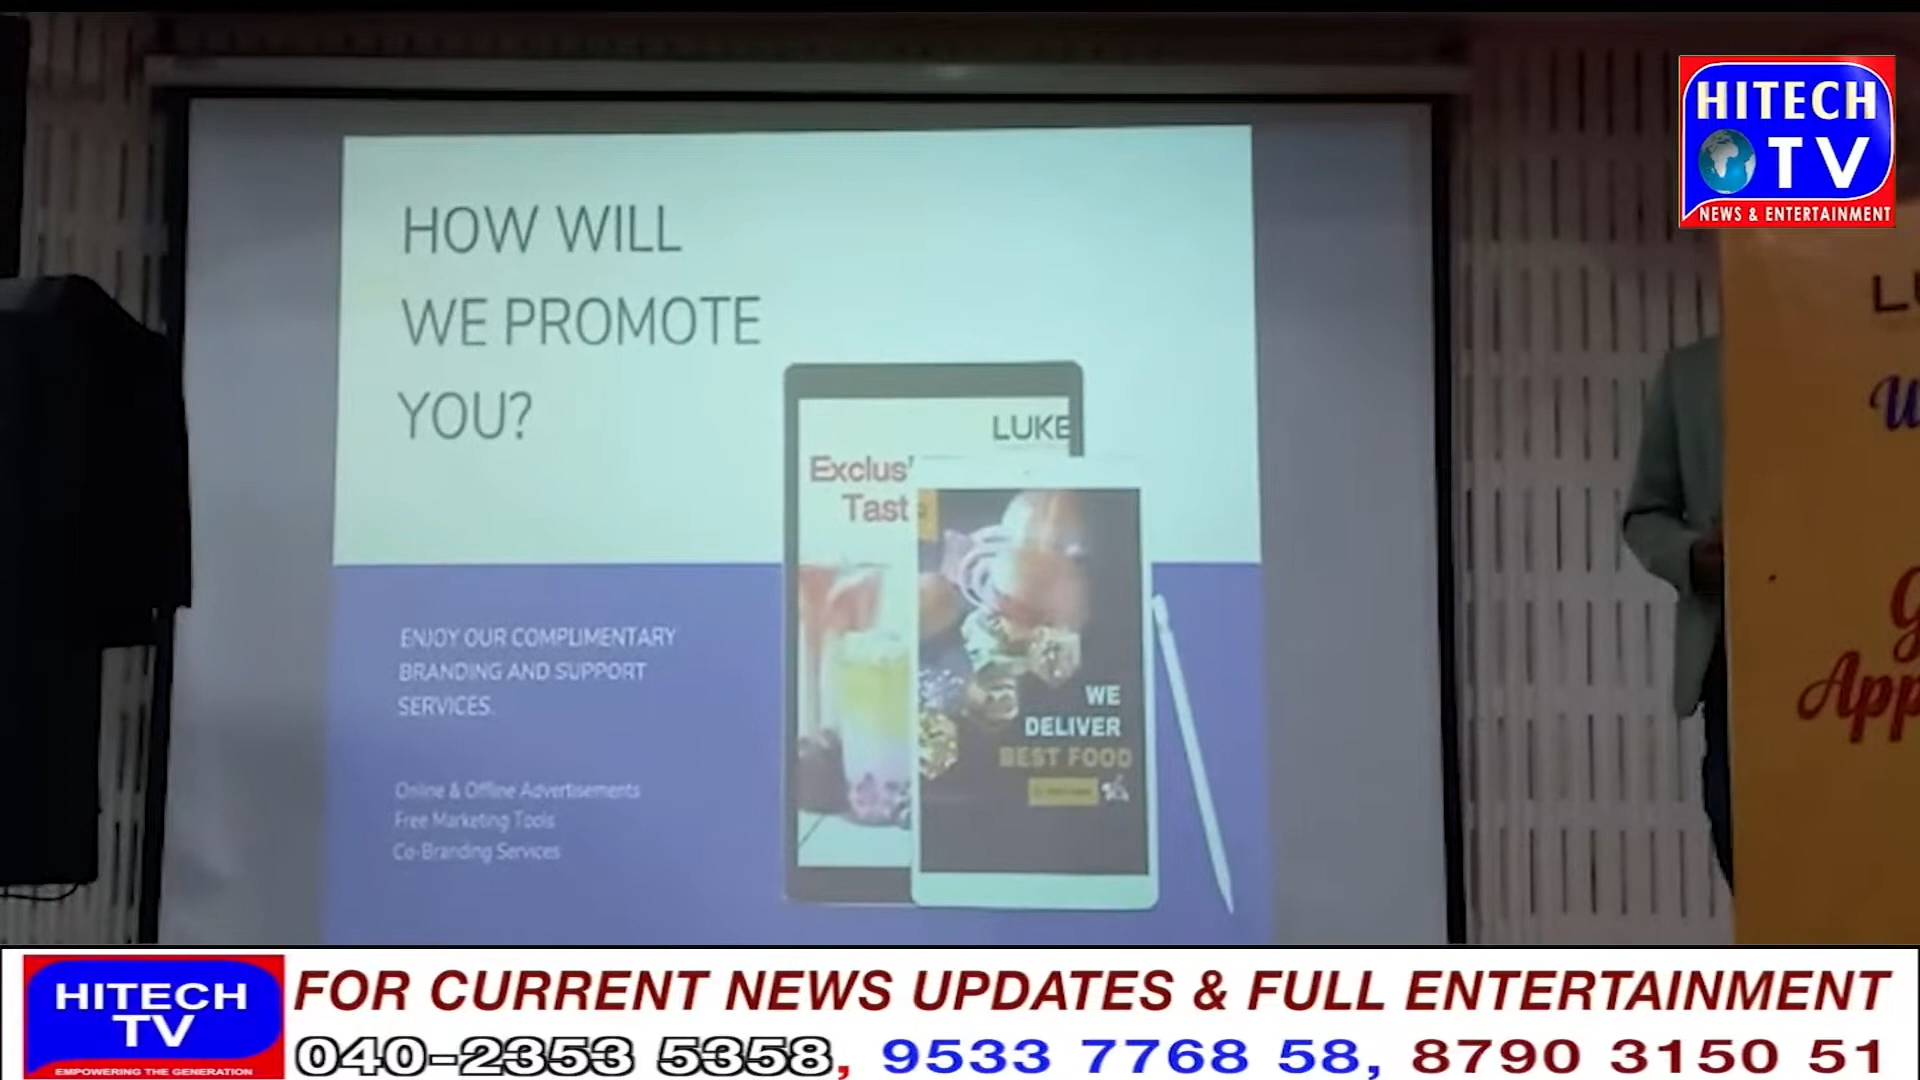 HITECH
TV
NEWS & ENTERTAINMENT
HOW WILL
WE PROMOTE
YOU?
LUKE
Exclus
Tast
WE
DELIVER
BEST FOOD
ENJOY OUR COMPLIMENTARY
BRANDING AND SUPPORT
SERVICES.
Online & Offline Advertisements
Free Marketing Tools
Co-Branding Services
LU
App
HITECH
TV
EMPOWERING THE GENERATION
FOR CURRENT NEWS UPDATES & FULL ENTERTAINMENT
040-2353 5358, 9533 7768 58, 8790 3150 51